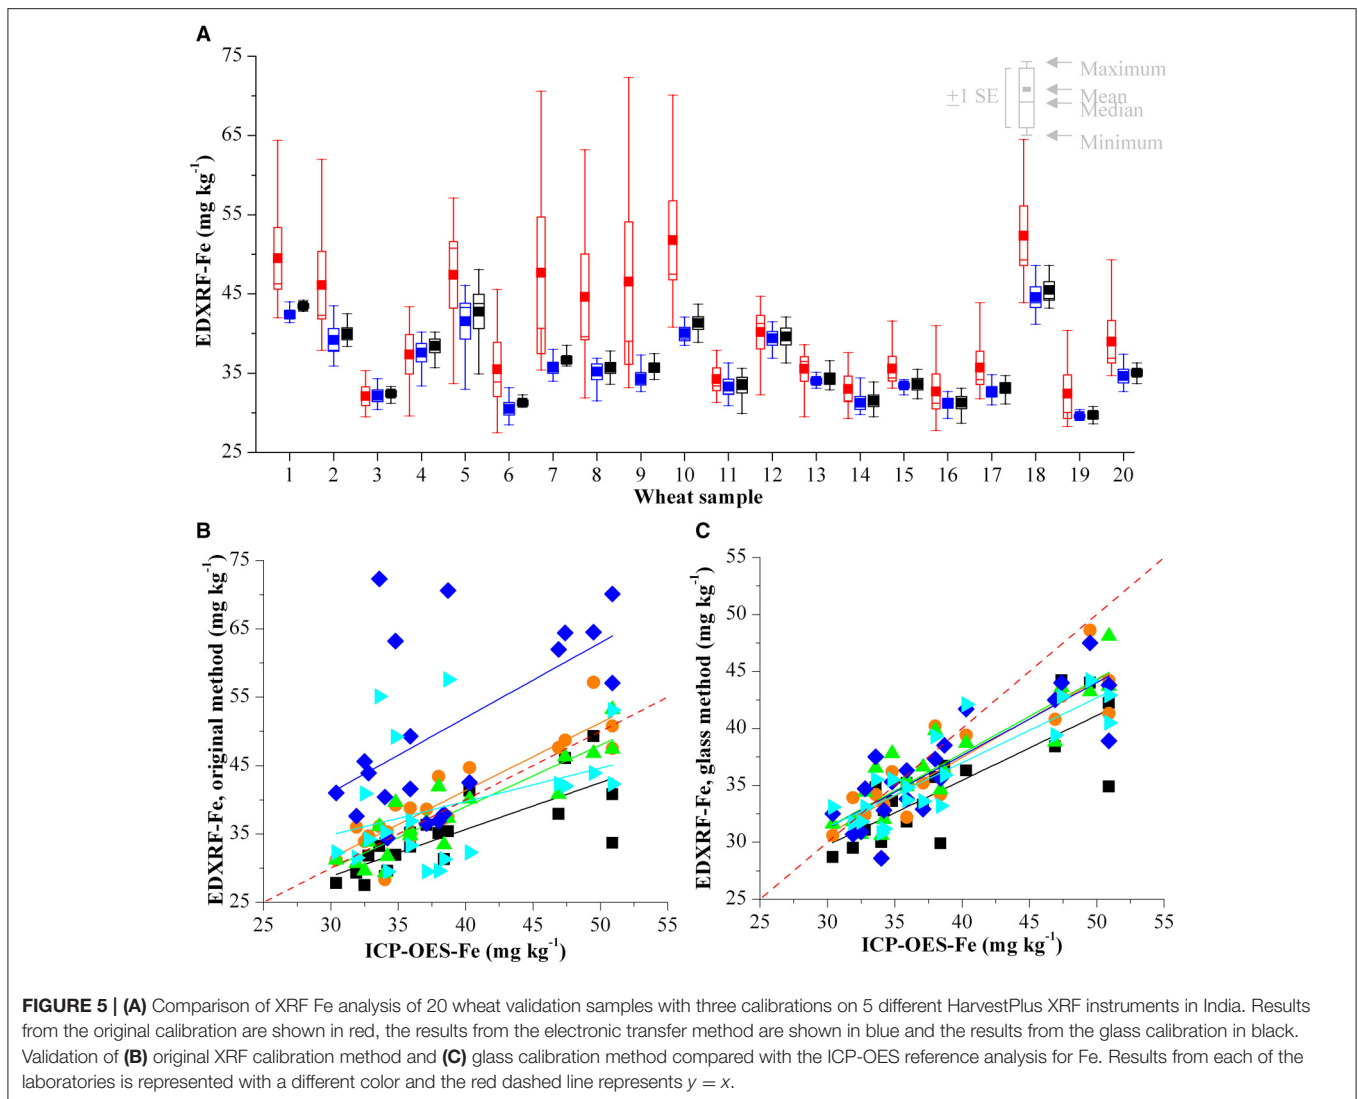 A
75
65
55
45
35
25
EDXRF-Fe (mg kg-1)
±1 SE
Maximum
Mean
Median
Minimum
1 2 3 4 5 6 7 8 9 10 11 12 13 14 15 16 17 18 19 20
Wheat sample
B
75
65
55
45
35
25
EDXRF-Fe, original method (mg kg-1)
25 30 35 40 45 50 55
ICP-OES-Fe (mg kg-1)
C
55
50
45
40
35
30
25
EDXRF-Fe, glass method (mg kg-1)
25 30 35 40 45 50 55
ICP-OES-Fe (mg kg-1)
FIGURE 5 | (A) Comparison of XRF Fe analysis of 20 wheat validation samples with three calibrations on 5 different HarvestPlus XRF instruments in India. Results
from the original calibration are shown in red, the results from the electronic transfer method are shown in blue and the results from the glass calibration in black.
Validation of (B) original XRF calibration method and (C) glass calibration method compared with the ICP-OES reference analysis for Fe. Results from each of the
laboratories is represented with a different color and the red dashed line represents y = x.